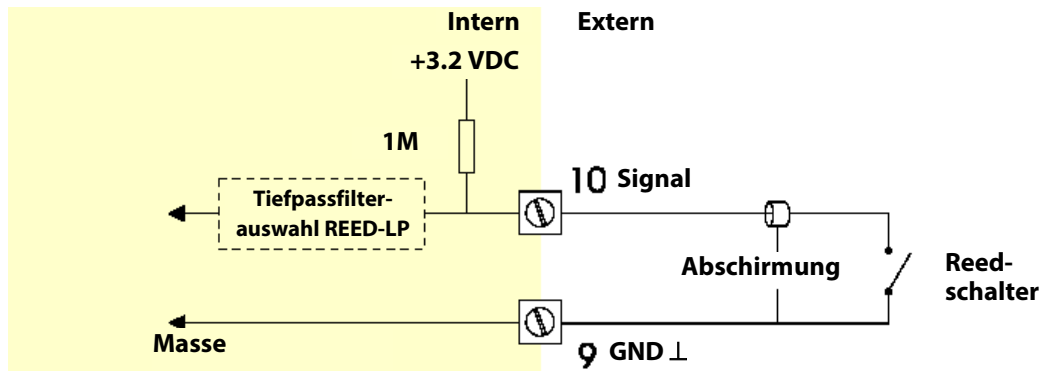 Intern Extern
+3.2 VDC
1M
10 Signal
Tiefpassfilter-
auswahl REED-LP
Abschirmung
Reed-
schalter
Masse
9 GND ⊥